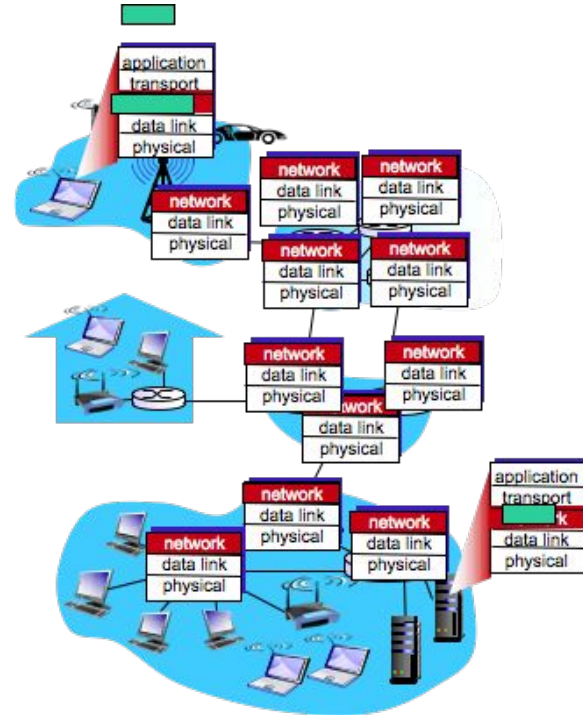 application
transport
data link
physical
network
data link
physical
network
data link
physical
network
data link
physical
network
data link
physical
network
data link
physical
network
data link
physical
network
data link
physical
network
data link
physical
application
transport
data link
physical
network
data link
physical
network
data link
physical
network
data link
physical